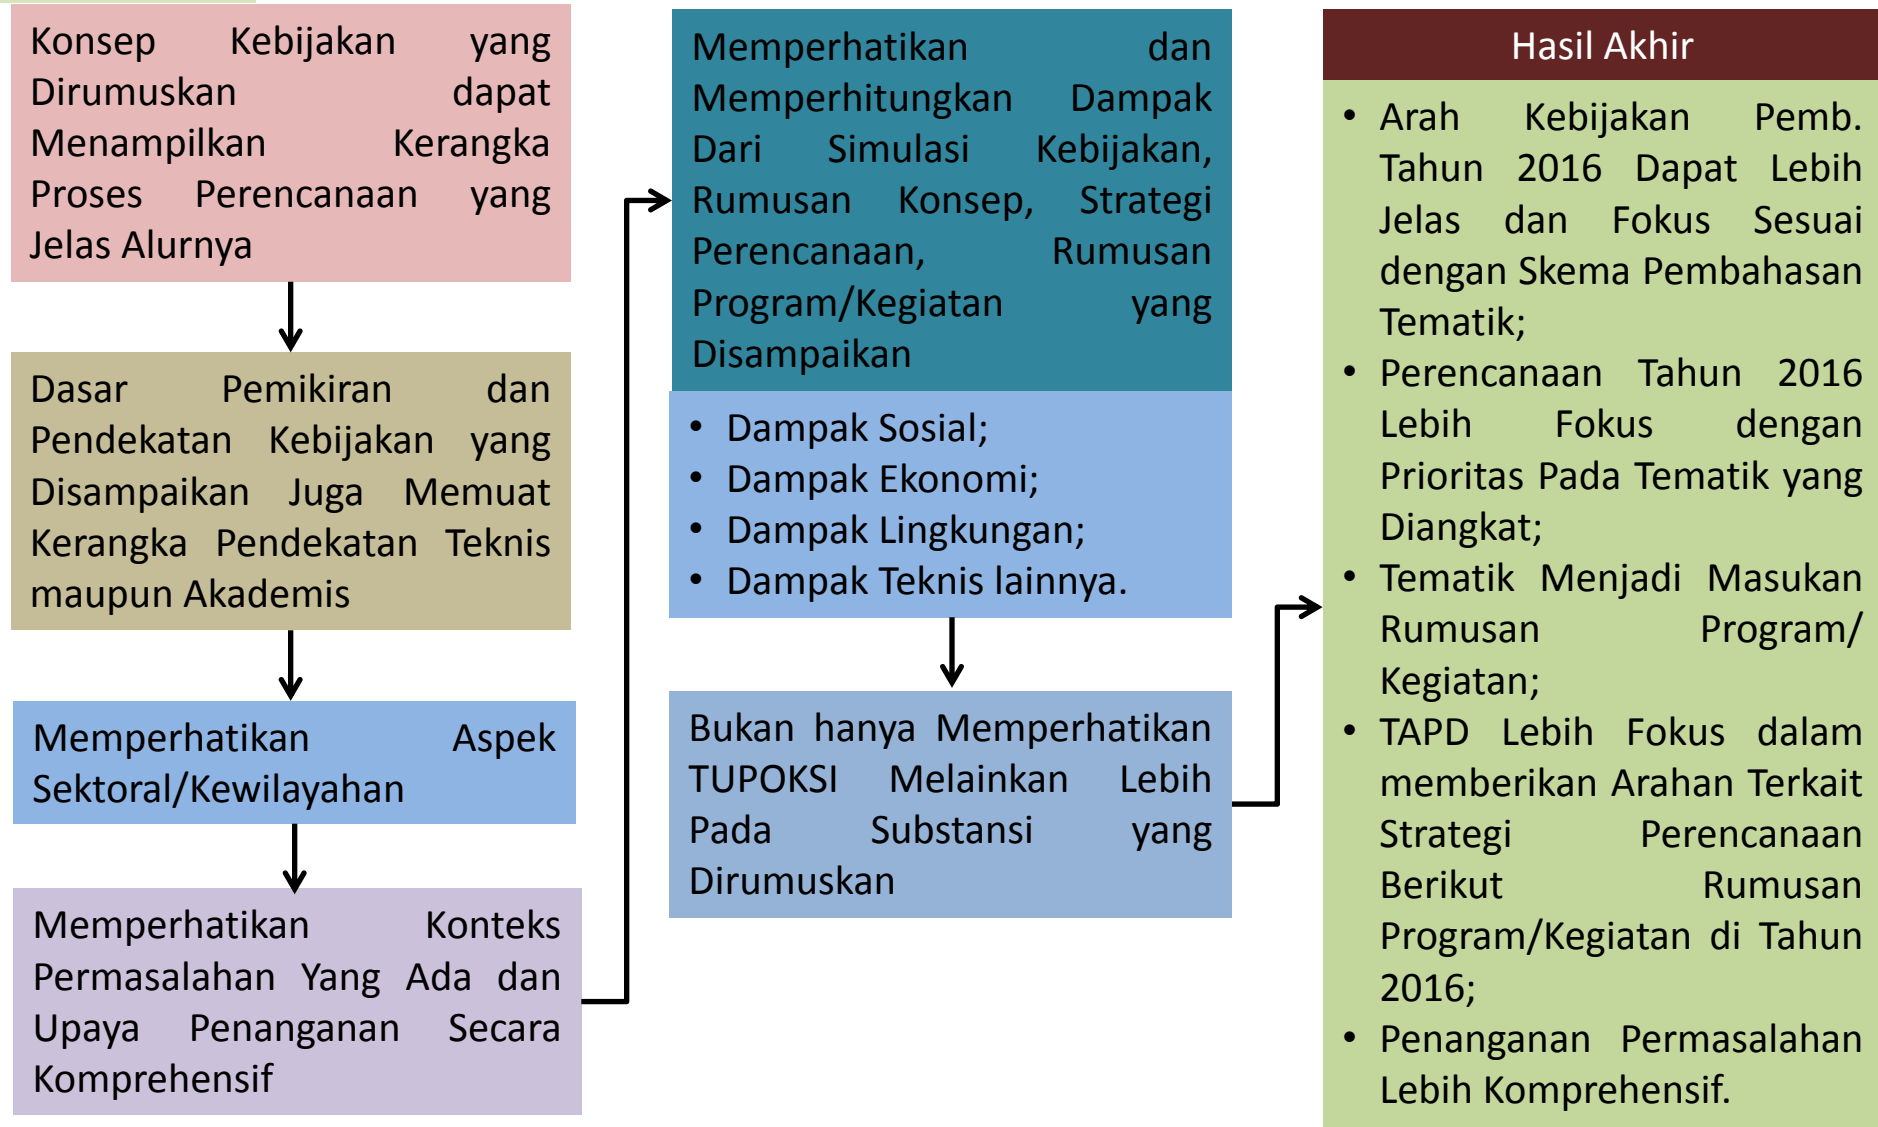 Konsep Kebijakan yang
Dirumuskan dapat
Menampilkan Kerangka
Proses Perencanaan yang
Jelas Alurnya
Dasar Pemikiran dan
Pendekatan Kebijakan yang
Disampaikan Juga Memuat
Kerangka Pendekatan Teknis
maupun Akademis
Memperhatikan Aspek
Sektoral/Kewilayahan
Memperhatikan Konteks
Permasalahan Yang Ada dan
Upaya Penanganan Secara
Komprehensif
Memperhatikan dan
Memperhitungkan Dampak
Dari Simulasi Kebijakan,
Rumusan Konsep, Strategi
Perencanaan, Rumusan
Program/Kegiatan yang
Disampaikan
• Dampak Sosial;
• Dampak Ekonomi;
• Dampak Lingkungan;
• Dampak Teknis lainnya.
Bukan hanya Memperhatikan
TUPOKSI Melainkan Lebih
Pada Substansi yang
Dirumuskan
Hasil Akhir
• Arah Kebijakan Pemb.
Tahun 2016 Dapat Lebih
Jelas dan Fokus Sesuai
dengan Skema Pembahasan
Tematik;
• Perencanaan Tahun 2016
Lebih Fokus dengan
Prioritas Pada Tematik yang
Diangkat;
• Tematik Menjadi Masukan
Rumusan Program/
Kegiatan;
• TAPD Lebih Fokus dalam
memberikan Arahan Terkait
Strategi Perencanaan
Berikut Rumusan
Program/Kegiatan di Tahun
2016;
• Penanganan Permasalahan
Lebih Komprehensif.